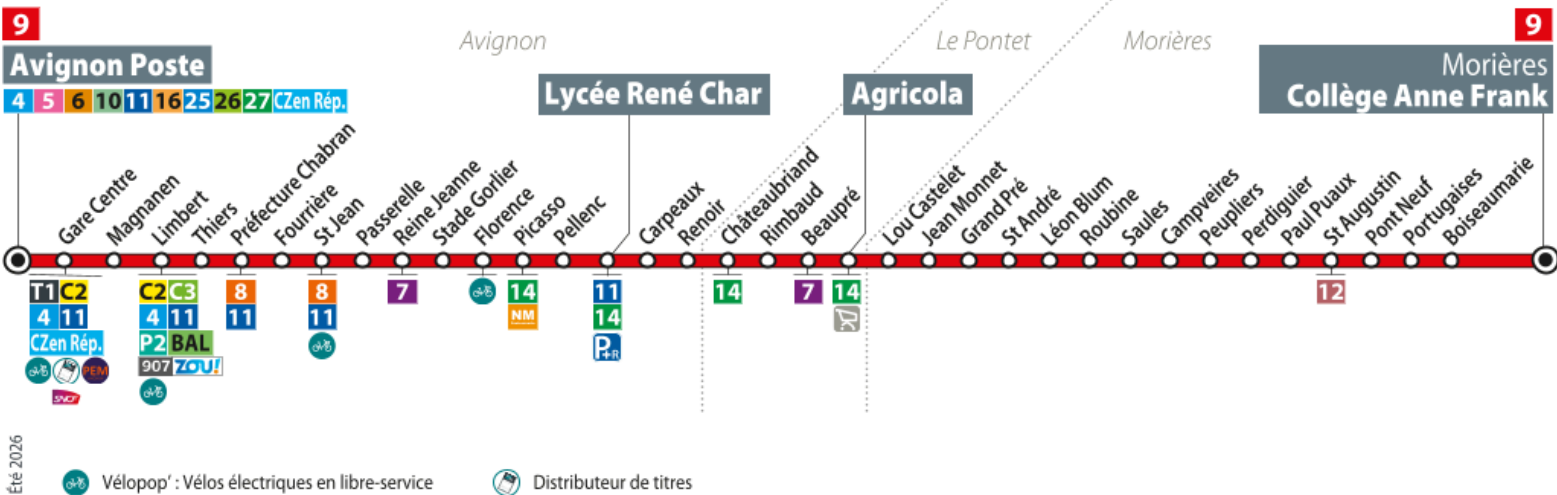 9
Avignon Poste
4 5 6 10 11 16 25 26 27 CZen Rép.
Avignon
Le Pontet
Morières
9
Morières
Collège Anne Frank
Lycée René Char
Agricola
Gare Centre
Magnanen
Limbert
Thiers
Préfecture Chabran
Fourrière
St Jean
Passerelle
Reine Jeanne
Stade Gorlier
Florence
Picasso
Pellenc
Carpeaux
Renoir
Châteaubriand
Rimbaud
Beaupré
Lou Castelet
Jean Monnet
Grand Pré
St André
Léon Blum
Roubine
Saules
Campveires
Peupliers
Perdiguier
Paul Puaux
St Augustin
Pont Neuf
Portugaises
Boiseaumarie
T1 C2
4 11
CZen Rép.
PEM
SNCF
C2 C3
4 11
P2 BAL
907 ZOU!
8
11
8
11
7
14
NM
11
14
P+R
14
7
14
12
Été 2026
Vélopop' : Vélos électriques en libre-service
Distributeur de titres